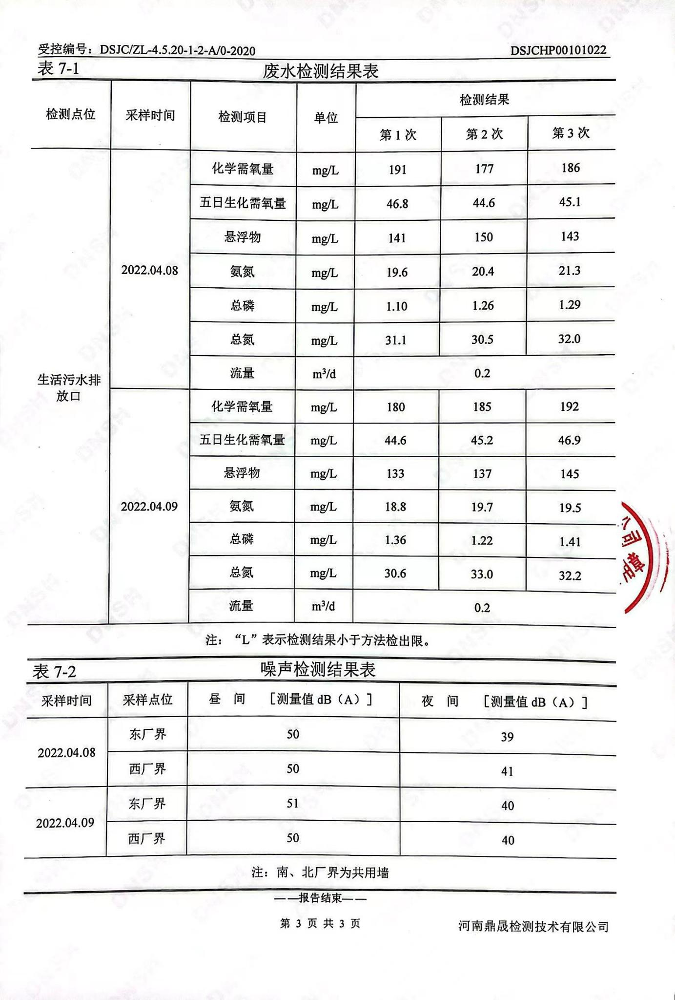 受控编号：DSJC/ZL-4.5.20-1-2-A/0-2020 DSJCHP00101022
表 7-1 废水检测结果表
检测点位 采样时间 检测项目 单位 检测结果
第 1 次 第 2 次 第 3 次
生活污水排放口 2022.04.08 化学需氧量 mg/L 191 177 186
五日生化需氧量 mg/L 46.8 44.6 45.1
悬浮物 mg/L 141 150 143
氨氮 mg/L 19.6 20.4 21.3
总磷 mg/L 1.10 1.26 1.29
总氮 mg/L 31.1 30.5 32.0
流量 m³/d 0.2
2022.04.09 化学需氧量 mg/L 180 185 192
五日生化需氧量 mg/L 44.6 45.2 46.9
悬浮物 mg/L 133 137 145
氨氮 mg/L 18.8 19.7 19.5
总磷 mg/L 1.36 1.22 1.41
总氮 mg/L 30.6 33.0 32.2
流量 m³/d 0.2
注：“L”表示检测结果小于方法检出限。
表 7-2 噪声检测结果表
采样时间 采样点位 昼 间 ［测量值 dB（A）］ 夜 间 ［测量值 dB（A）］
2022.04.08 东厂界 50 39
西厂界 50 41
2022.04.09 东厂界 51 40
西厂界 50 40
注：南、北厂界为共用墙
——报告结束——
第 3 页 共 3 页 河南鼎晟检测技术有限公司
公司
章